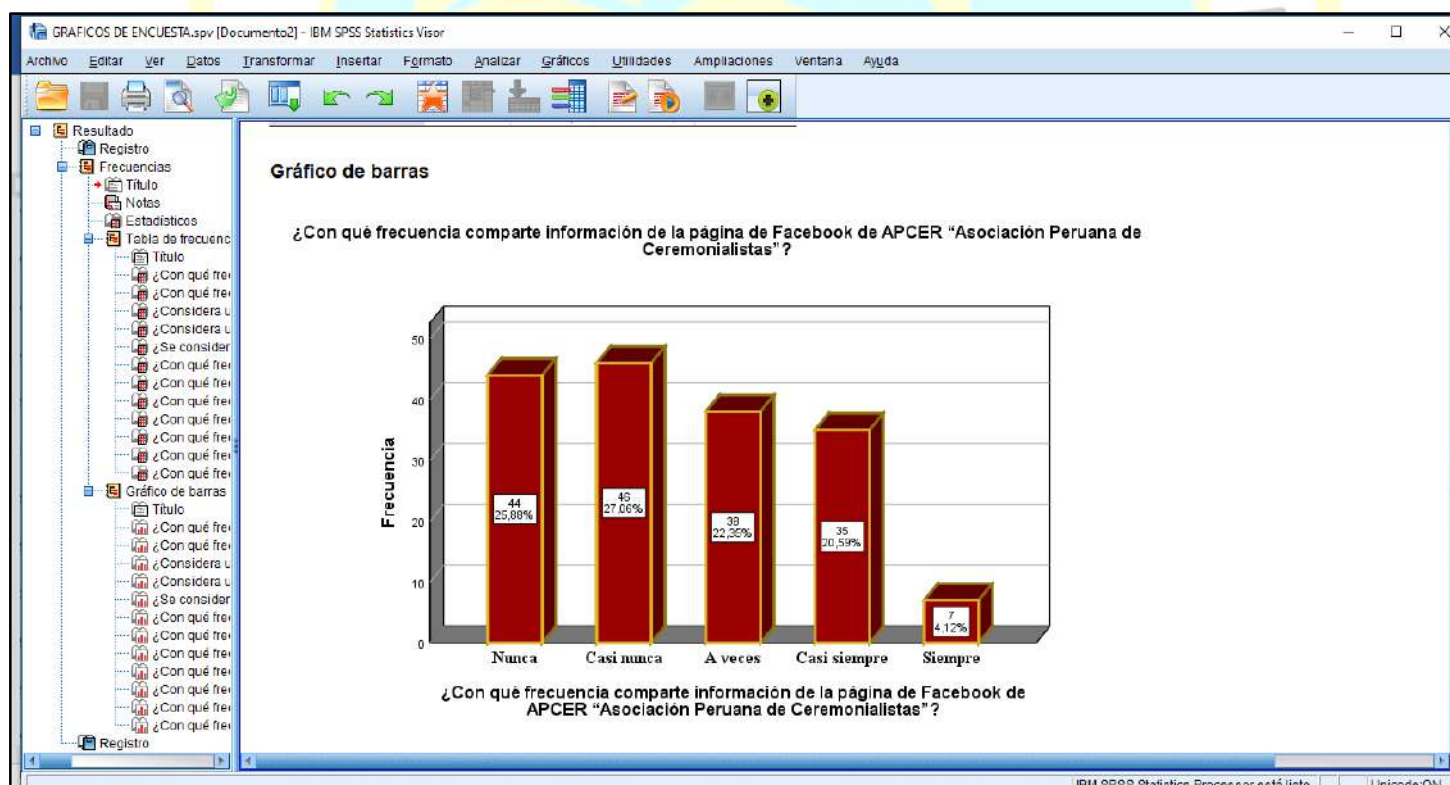 GRAFICOS DE ENCUESTA.spv [Documento2] - IBM SPSS Statistics Visor
Archivo Editar Ver Datos Transformar Insertar Formato Analizar Gráficos Utilidades Ampliaciones Ventana Ayuda
Resultado
Registro
Frecuencias
Título
Notas
Estadísticos
Tabla de frecuenc
Título
¿Con qué fre
¿Con qué fre
¿Considera u
¿Considera u
¿Se consider
¿Con qué fre
¿Con qué fre
¿Con qué fre
¿Con qué fre
¿Con qué fre
¿Con qué fre
¿Con qué fre
Gráfico de barras
Título
¿Con qué fre
¿Con qué fre
¿Considera u
¿Considera u
¿Se consider
¿Con qué fre
¿Con qué fre
¿Con qué fre
¿Con qué fre
¿Con qué fre
¿Con qué fre
¿Con qué fre
Registro
Gráfico de barras
¿Con qué frecuencia comparte información de la página de Facebook de APCER “Asociación Peruana de
Ceremonialistas”?
Frecuencia
50
40
30
20
10
0
44
25,88%
46
27,06%
38
22,35%
35
20,59%
7
4,12%
Nunca Casi nunca A veces Casi siempre Siempre
¿Con qué frecuencia comparte información de la página de Facebook de
APCER “Asociación Peruana de Ceremonialistas”?
IBM SPSS Statistics Processor está listo Unicode:ON